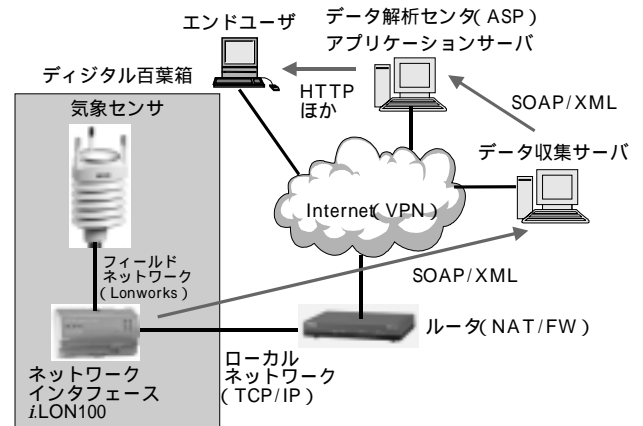 エンドユーザ
データ解析センタ(ASP)
アプリケーションサーバ
ディジタル百葉箱
気象センサ
HTTP
ほか
SOAP/XML
データ収集サーバ
Internet(VPN)
フィールド
ネットワーク
(Lonworks)
SOAP/XML
ルータ(NAT/FW)
ローカル
ネットワーク
(TCP/IP)
ネットワーク
インタフェース
i.LON100